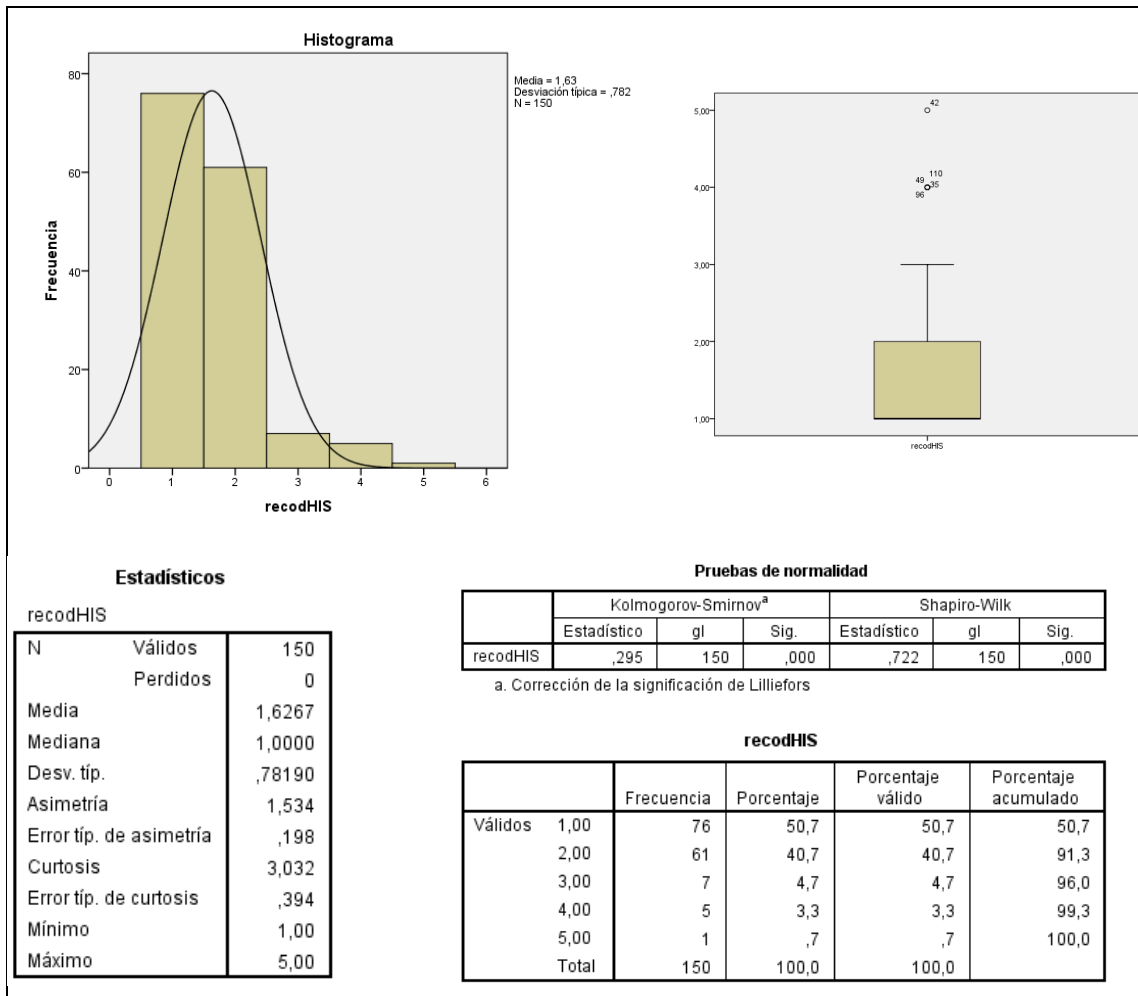 Histograma
Media = 1,63
Desviación típica = ,782
N = 150
Frecuencia
80
60
40
20
0
0 1 2 3 4 5 6
recodHIS
5,00
4,00
3,00
2,00
1,00
42
49 110
96 35
recodHIS
Estadísticos
recodHIS
N Válidos 150
Perdidos 0
Media 1,6267
Mediana 1,0000
Desv. típ. ,78190
Asimetría 1,534
Error típ. de asimetría ,198
Curtosis 3,032
Error típ. de curtosis ,394
Mínimo 1,00
Máximo 5,00
Pruebas de normalidad
Kolmogorov-Smirnovª Shapiro-Wilk
Estadístico gl Sig. Estadístico gl Sig.
recodHIS ,295 150 ,000 ,722 150 ,000
a. Corrección de la significación de Lilliefors
recodHIS
Frecuencia Porcentaje Porcentaje válido Porcentaje acumulado
Válidos 1,00 76 50,7 50,7 50,7
2,00 61 40,7 40,7 91,3
3,00 7 4,7 4,7 96,0
4,00 5 3,3 3,3 99,3
5,00 1 ,7 ,7 100,0
Total 150 100,0 100,0